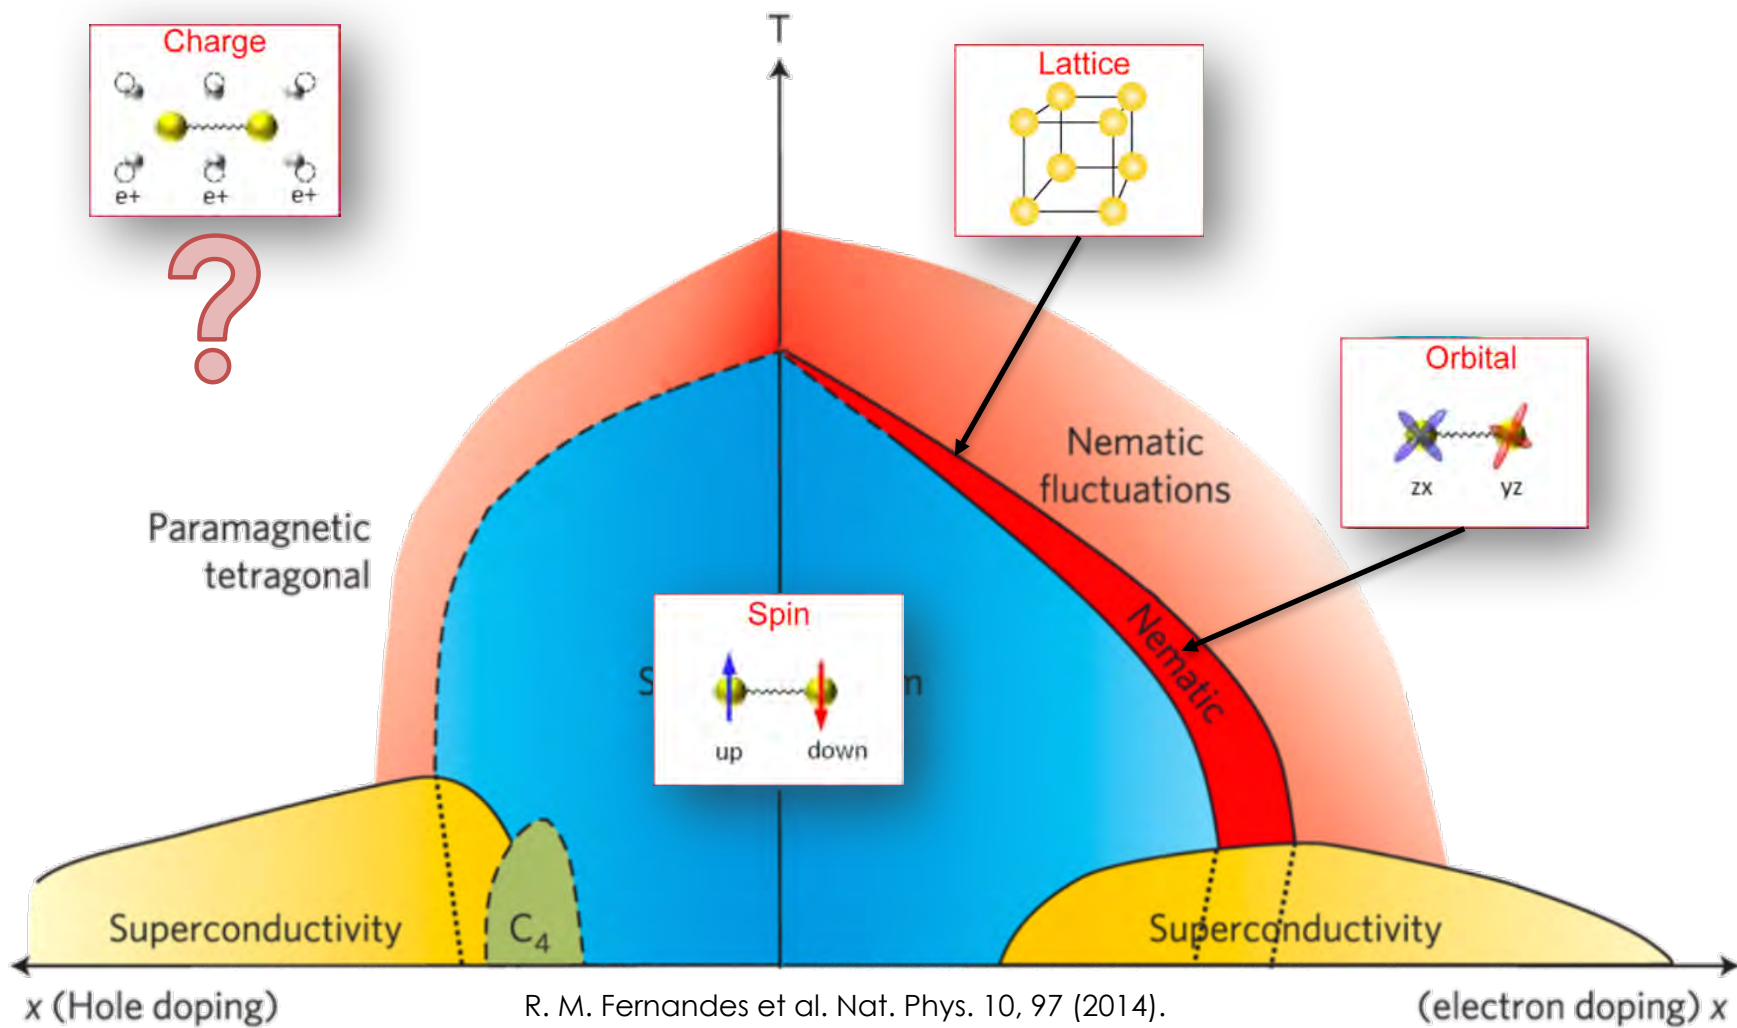 T
Charge
e+ e+ e+
?
Lattice
Orbital
zx yz
Nematic
fluctuations
Paramagnetic
tetragonal
Nematic
Spin
up down
Superconductivity
C4
Superconductivity
x (Hole doping)
R. M. Fernandes et al. Nat. Phys. 10, 97 (2014).
(electron doping) x